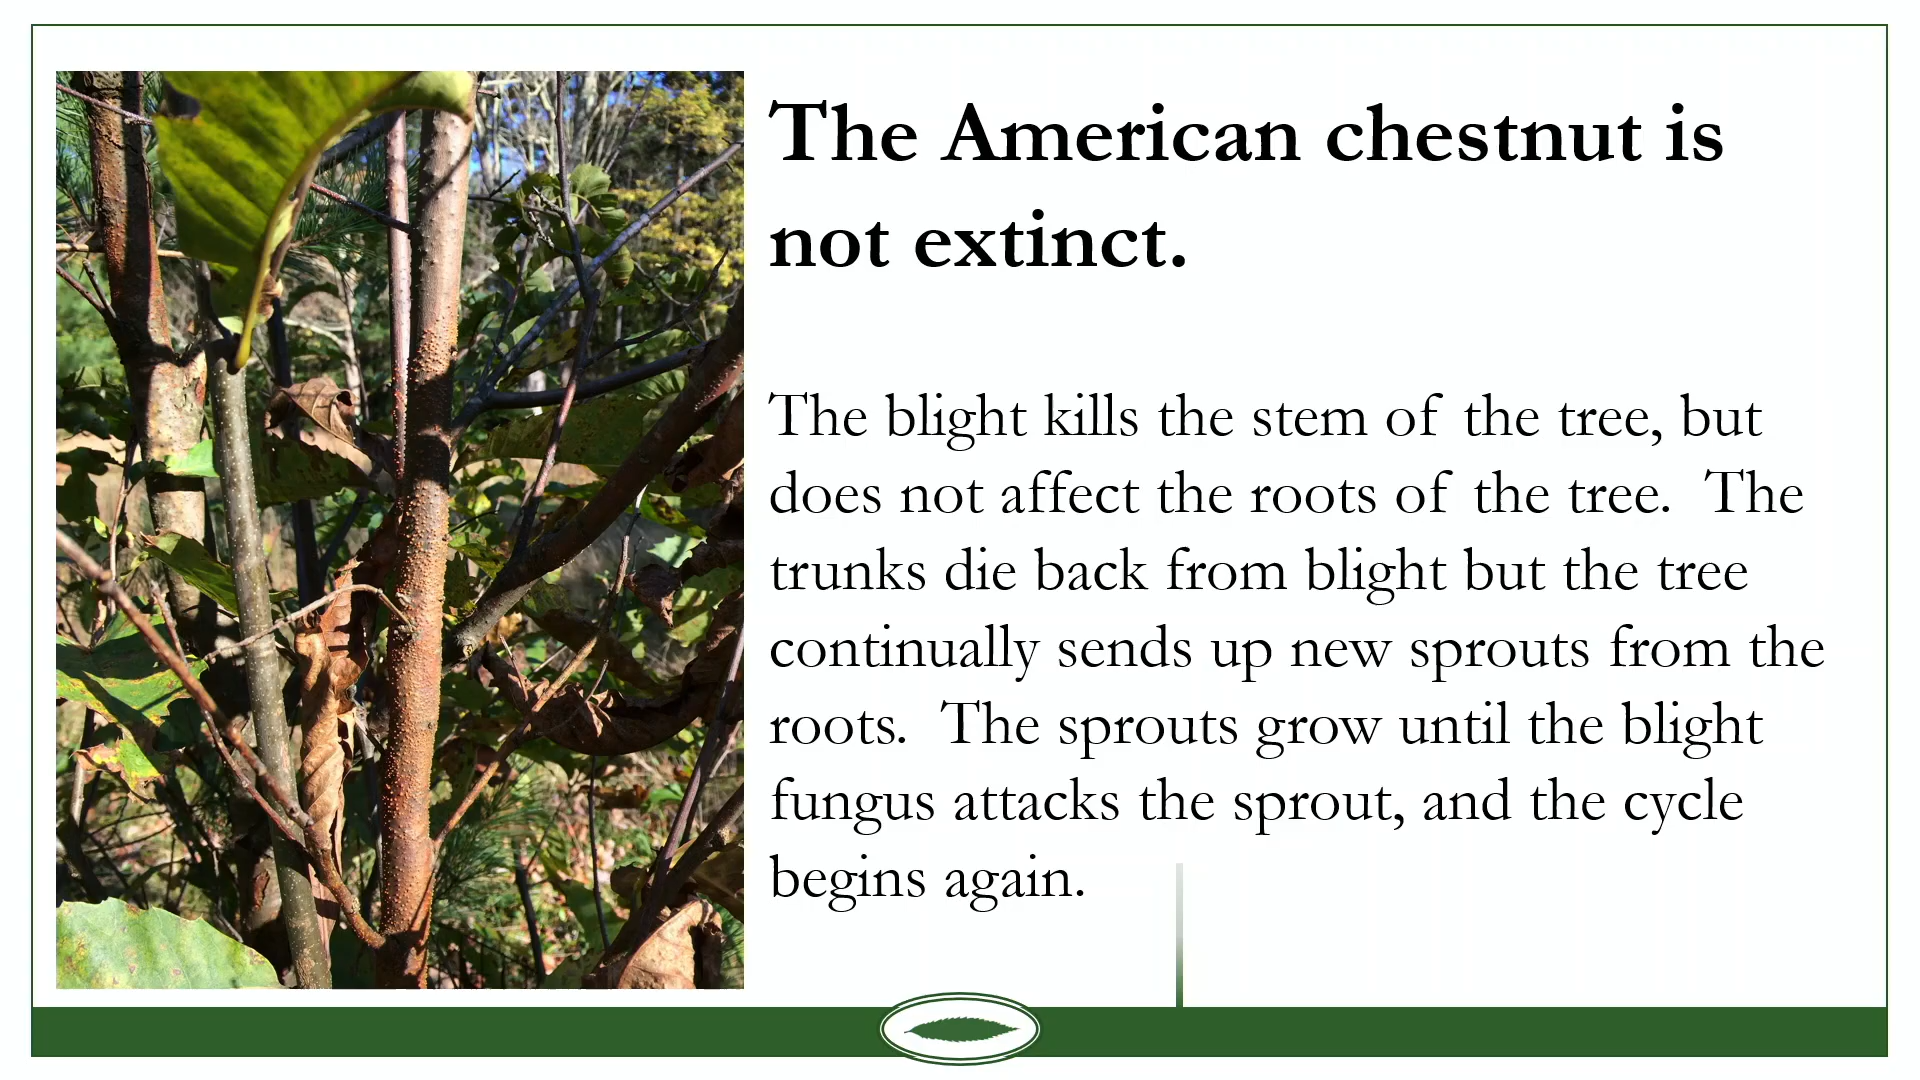 The American chestnut is
not extinct.
The blight kills the stem of the tree, but
does not affect the roots of the tree.  The
trunks die back from blight but the tree
continually sends up new sprouts from the
roots.  The sprouts grow until the blight
fungus attacks the sprout, and the cycle
begins again.